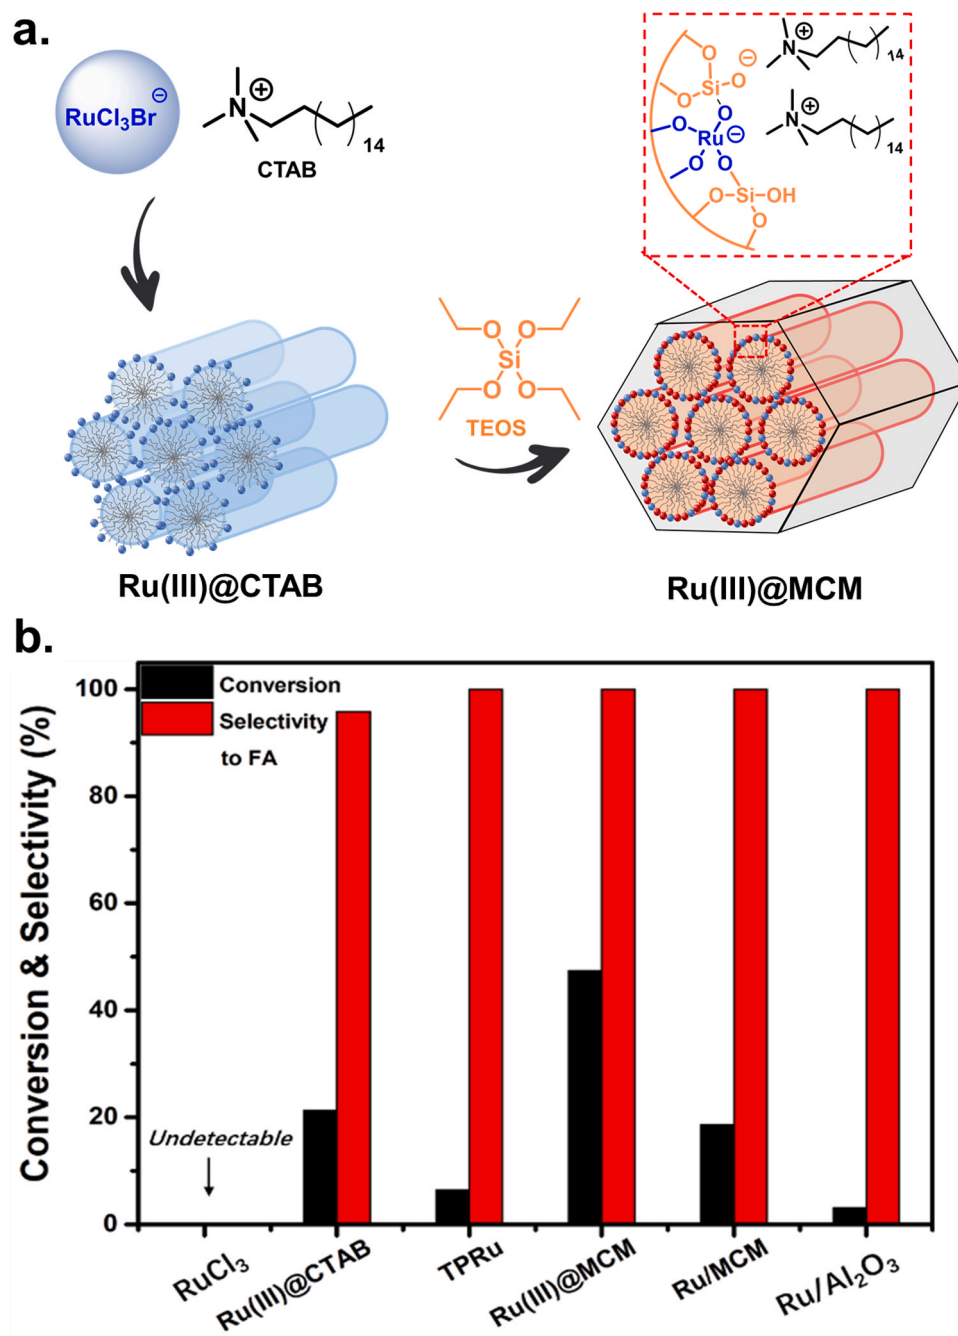 a.
RuCl₃Br⊖
N⊕
14
CTAB
O
Si
O⊖
O
O
O
Ru⊖
O
O
O
Si
OH
O
N⊕
14
N⊕
14
O
O
Si
O
O
TEOS
Ru(III)@CTAB
Ru(III)@MCM
b.
Conversion & Selectivity (%)
100
80
60
40
20
0
Conversion
Selectivity
to FA
Undetectable
RuCl₃
Ru(III)@CTAB
TPRu
Ru(III)@MCM
Ru/MCM
Ru/Al₂O₃